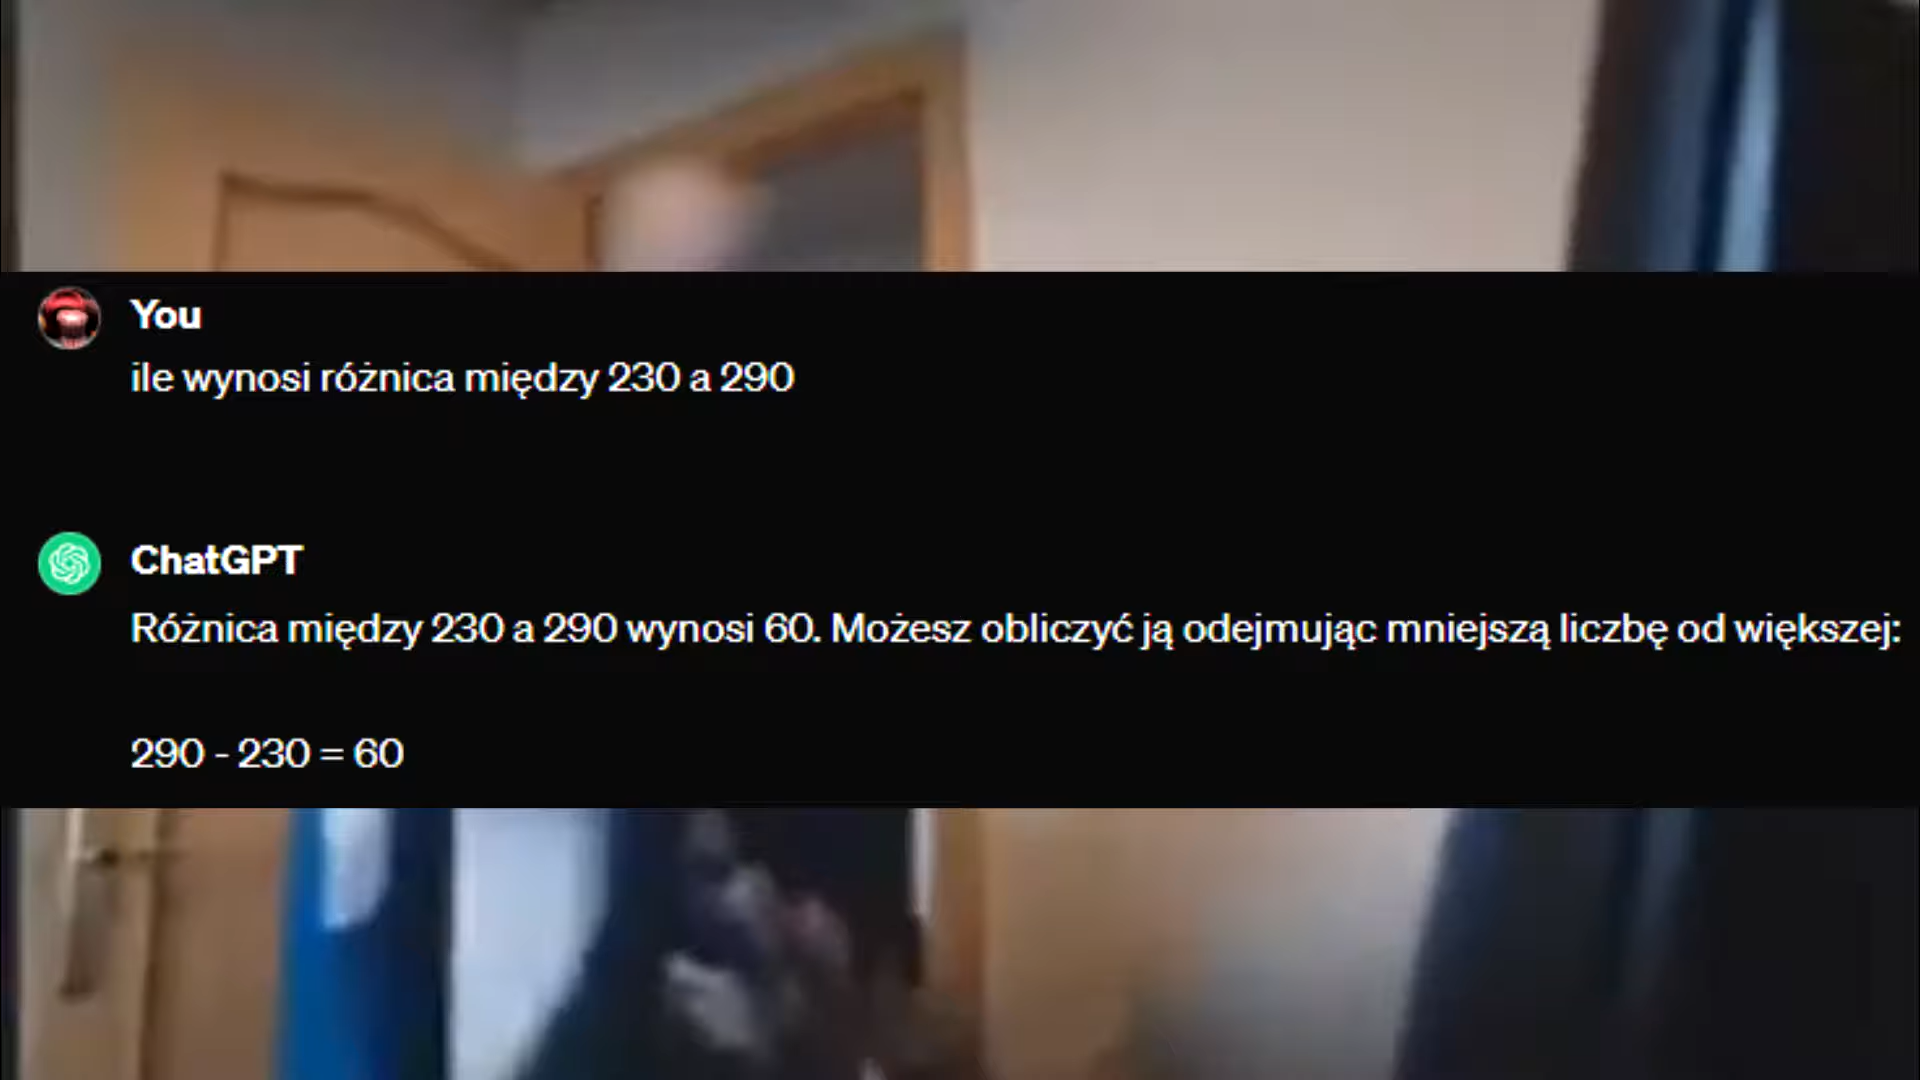 You
ile wynosi różnica między 230 a 290
ChatGPT
Różnica między 230 a 290 wynosi 60. Możesz obliczyć ją odejmując mniejszą liczbę od większej:
290 - 230 = 60